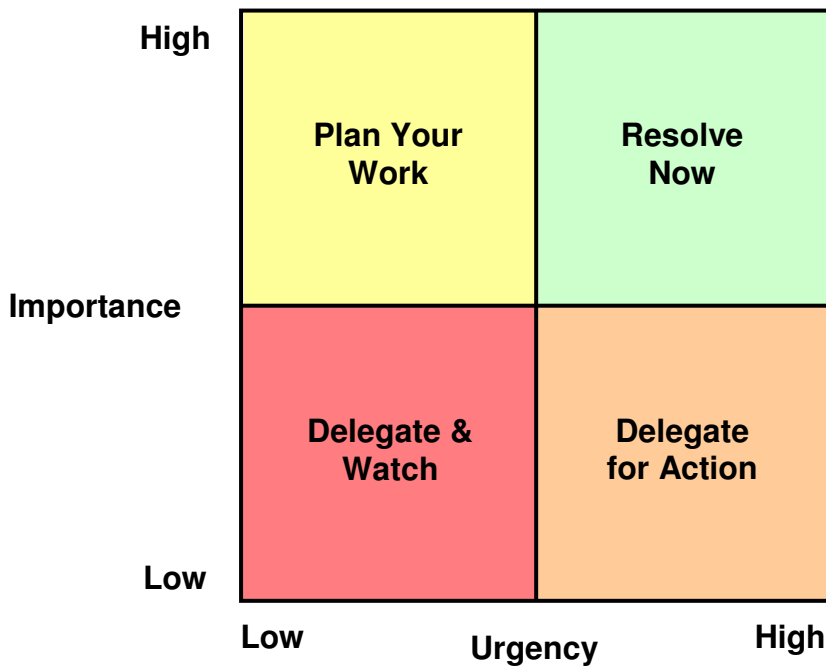 High
Plan Your
Work
Resolve
Now
Importance
Delegate &
Watch
Delegate
for Action
Low
Low
Urgency
High